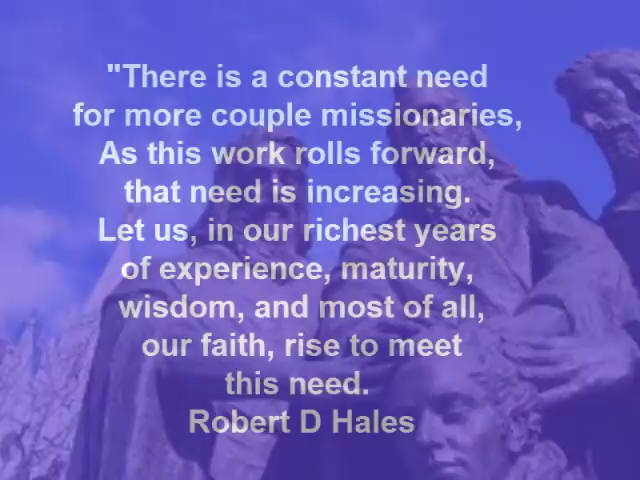 "There is a constant need
for more couple missionaries,
As this work rolls forward,
that need is increasing.
Let us, in our richest years
of experience, maturity,
wisdom, and most of all,
our faith, rise to meet
this need.
Robert D Hales